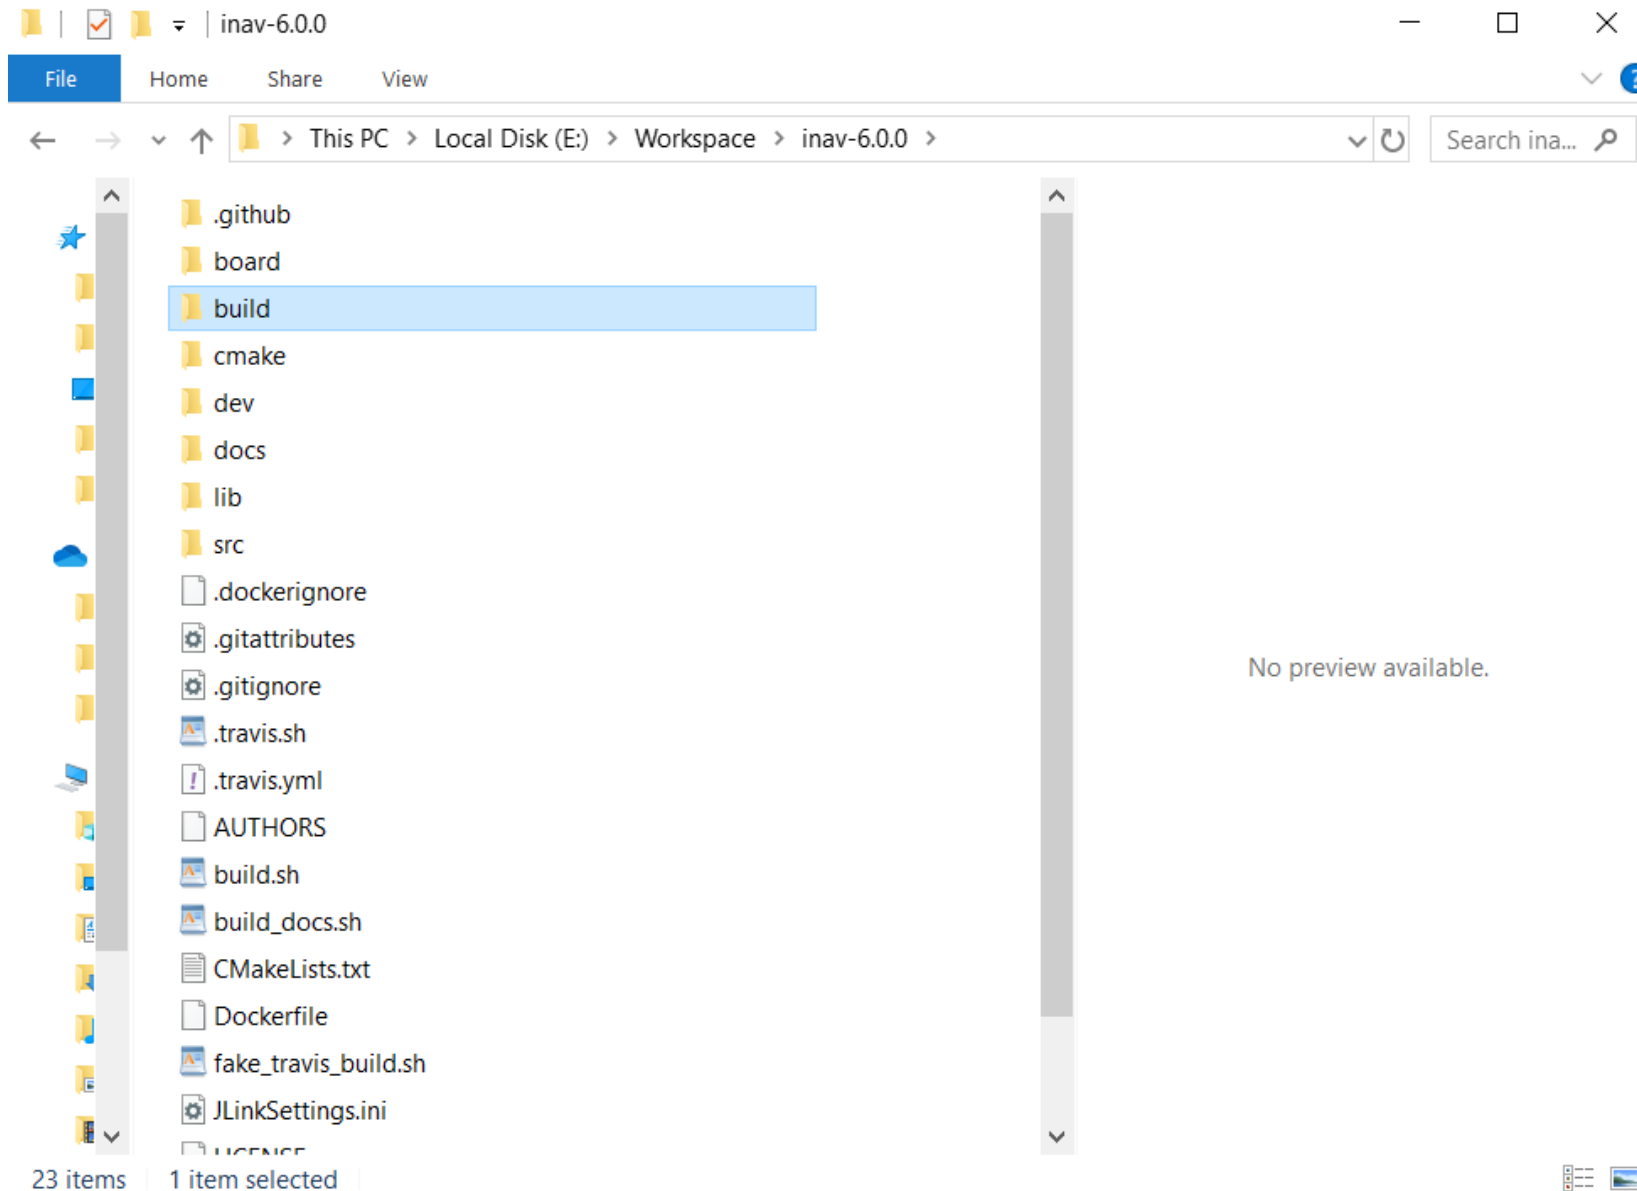 inav-6.0.0
File Home Share View
This PC > Local Disk (E:) > Workspace > inav-6.0.0 >
Search ina...
.github
board
build
cmake
dev
docs
lib
src
.dockerignore
.gitattributes
.gitignore
.travis.sh
.travis.yml
AUTHORS
build.sh
build_docs.sh
CMakeLists.txt
Dockerfile
fake_travis_build.sh
JLinkSettings.ini
LICENSE
No preview available.
23 items 1 item selected